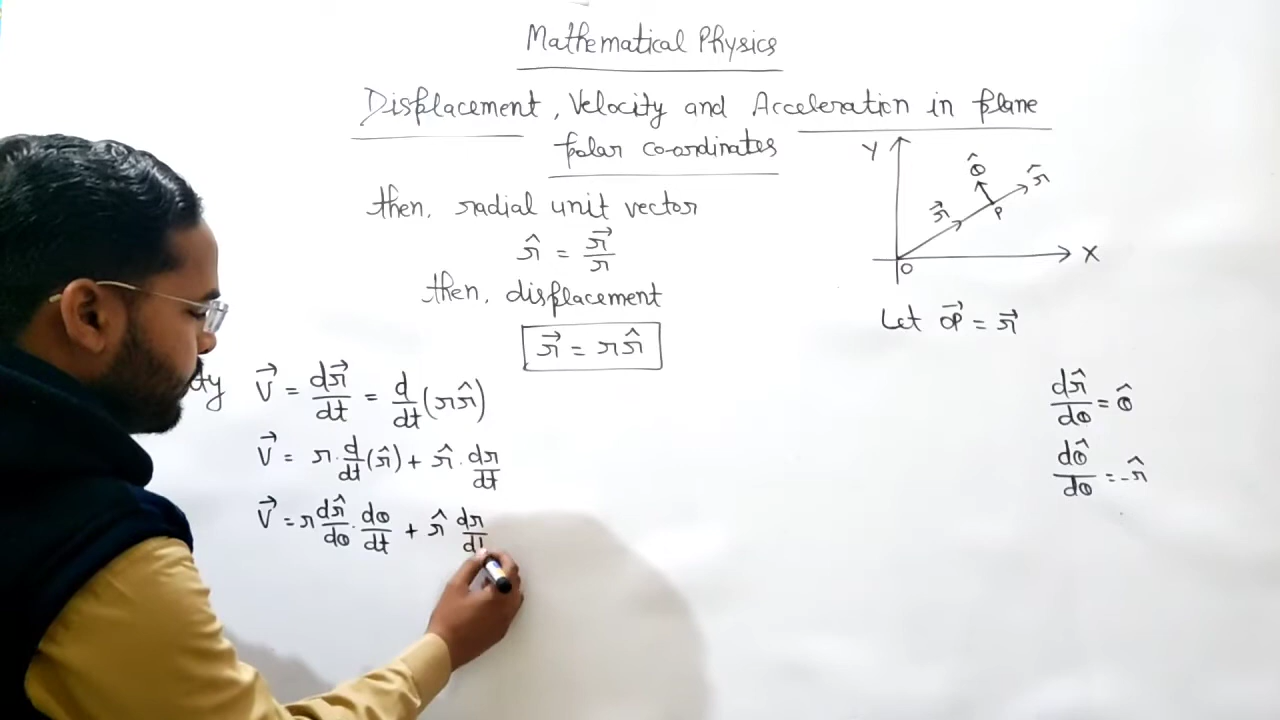 Mathematical Physics
Displacement, Velocity and Acceleration in plane
polar co-ordinates
then, radial unit vector
r̂ = r⃗/r
then, displacement
r⃗ = r r̂
Y
θ̂
r̂
r⃗
P
O
X
Let OP⃗ = r⃗
V⃗ = dr⃗/dt = d/dt (r r̂)
V⃗ = r · d/dt (r̂) + r̂ · dr/dt
V⃗ = r dr̂/dθ · dθ/dt + r̂ dr/d
dr̂/dθ = θ̂
dθ̂/dθ = -r̂